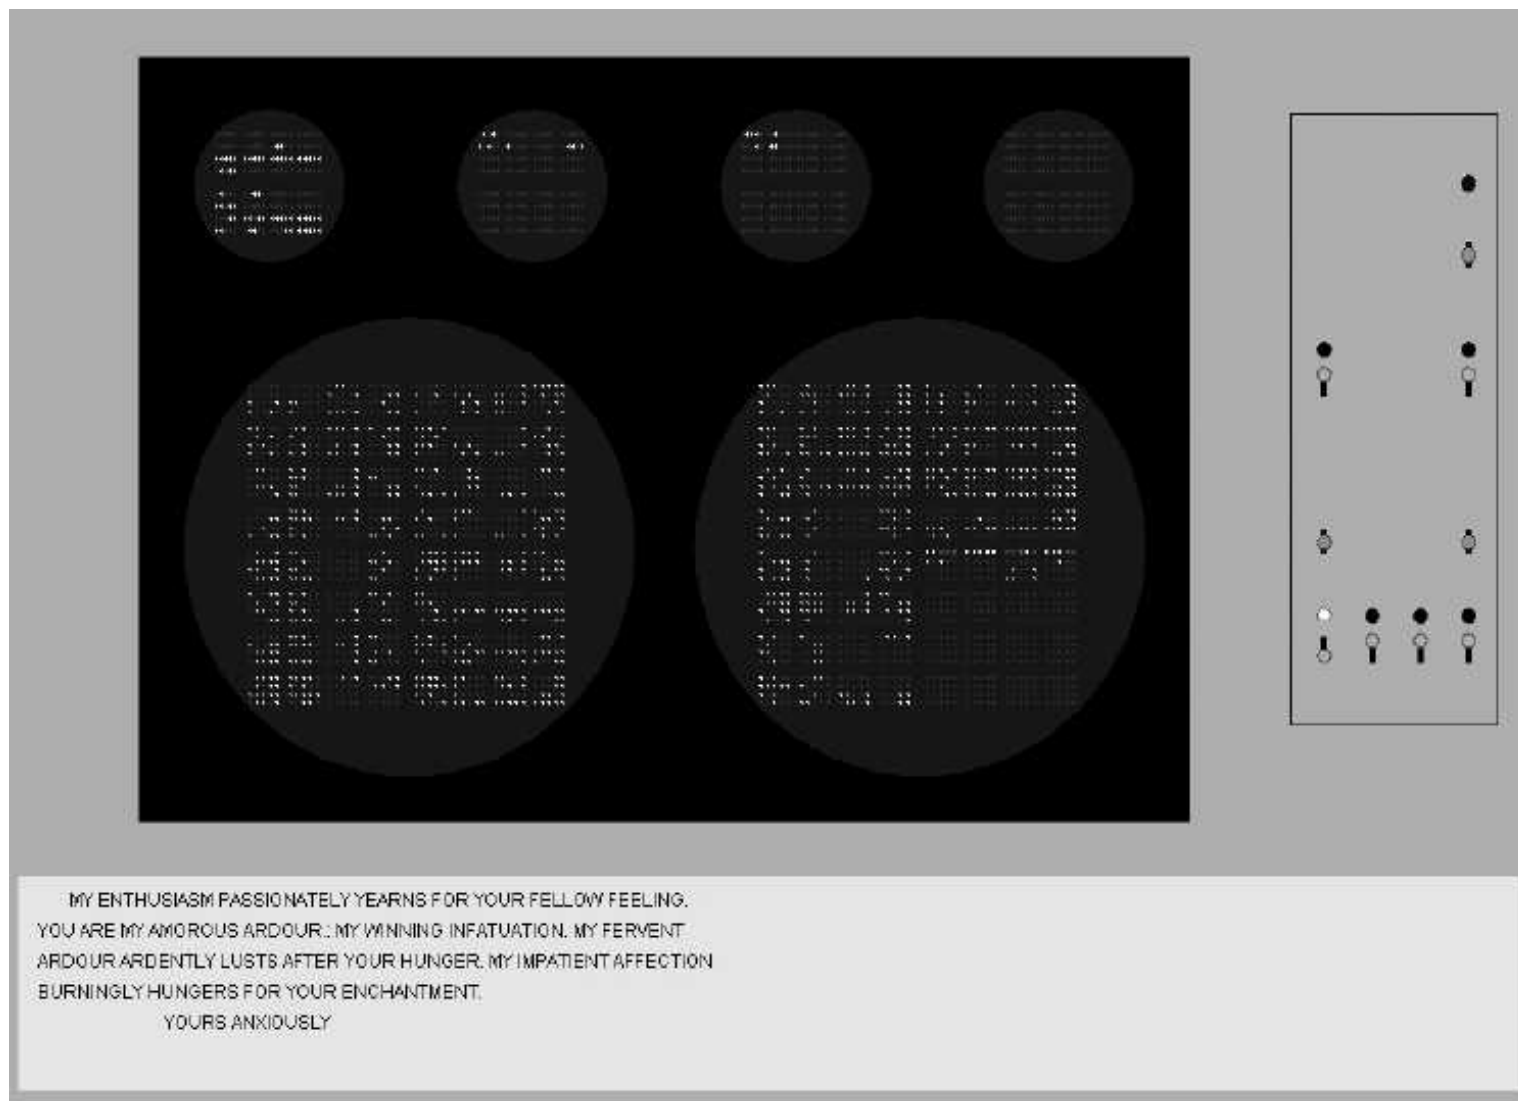 MY ENTHUSIASM PASSIONATELY YEARNS FOR YOUR FELLOW FEELING.
YOU ARE MY AMOROUS ARDOUR.: MY WINNING INFATUATION. MY FERVENT
ARDOUR ARDENTLY LUSTS AFTER YOUR HUNGER. MY IMPATIENT AFFECTION
BURNINGLY HUNGERS FOR YOUR ENCHANTMENT.
YOURS ANXIOUSLY